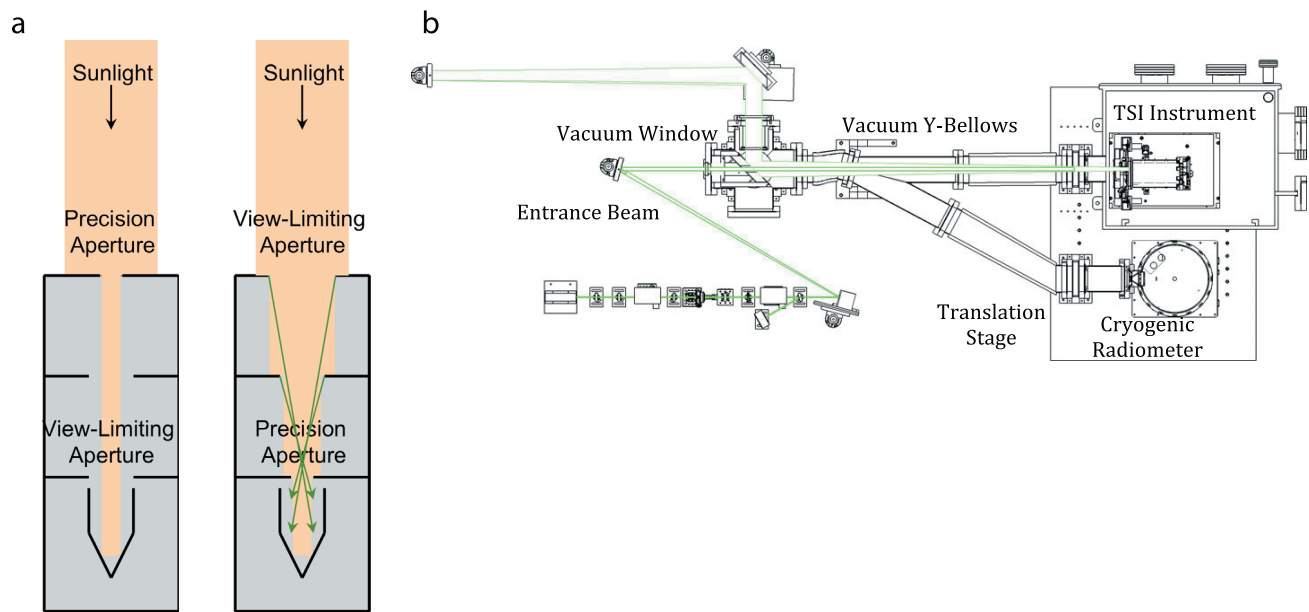 a
Sunlight
Precision
Aperture
View-Limiting
Aperture
Sunlight
View-Limiting
Aperture
Precision
Aperture
b
Vacuum Window
Entrance Beam
Vacuum Y-Bellows
TSI Instrument
Translation
Stage
Cryogenic
Radiometer